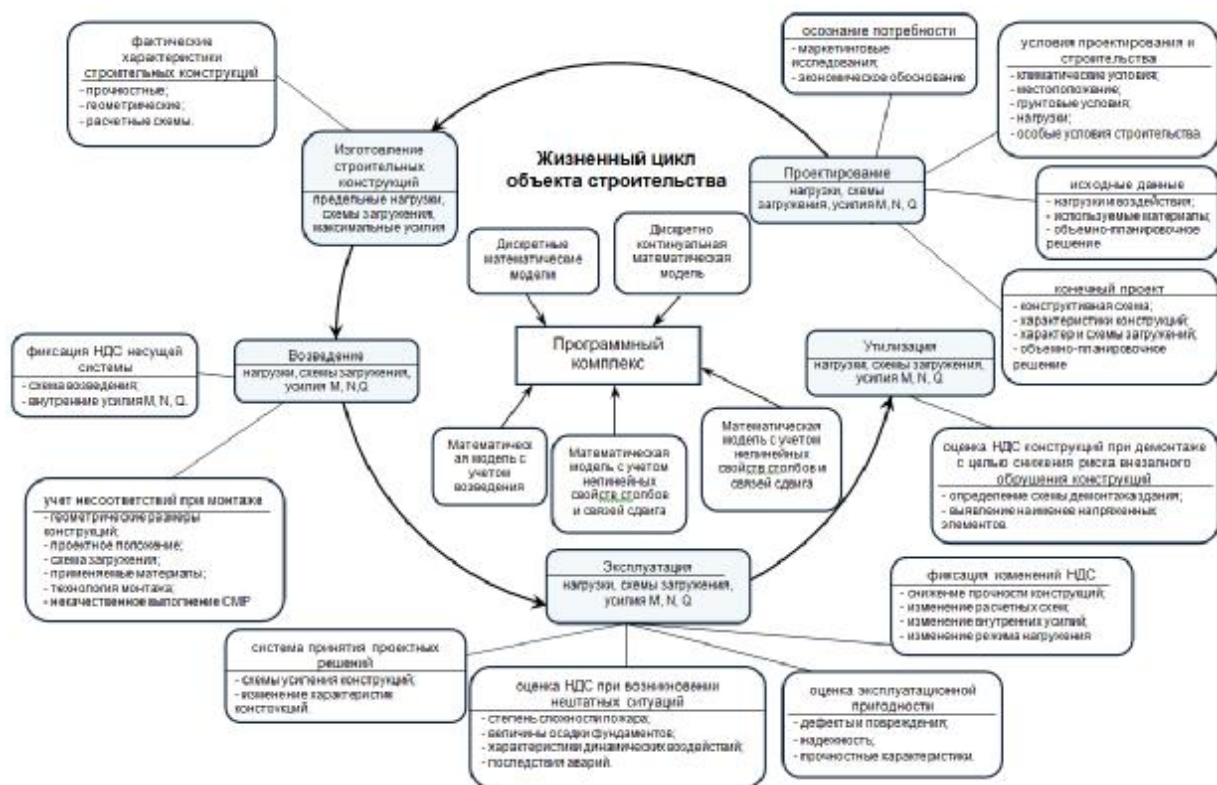 фактические
характеристики
строительных конструкций
- прочностные;
- геометрические;
- расчетные схемы.
осознание потребности
- маркетинговые
исследования;
- экономическое обоснование
условия проектирования и
строительства
- климатические условия;
- местоположение;
- грунтовые условия;
- нагрузки;
- особые условия строительства.
Изготовление
строительных
конструкций
предельные нагрузки,
схемы загружения,
максимальные усилия
Жизненный цикл
объекта строительства
Проектирование
нагрузки, схемы
загружения, усилия M, N, Q.
исходные данные
- нагрузки и воздействия;
- используемые материалы;
- объемно-планировочное
решение
Дискретные
математические
модели
Дискретно
континуальная
математическая
модель
конечный проект
- конструктивная схема;
- характеристики конструкций;
- характер и схемы загружений;
- объемно-планировочное
решение
фиксация НДС несущей
системы
- схема возведения;
- внутренние усилия M, N, Q.
Возведение
нагрузки, схемы загружения,
усилия M, N,Q.
Программный
комплекс
Утилизация
нагрузки, схемы загружения,
усилия M, N, Q.
Математическ
ая модель с
учетом
возведения
Математическая
модель с учетом
нелинейных
свойств столбов
и связей сдвига
Математическая
модель с учетом
нелинейных
свойств столбов и
связей сдвига
оценка НДС конструкций при демонтаже
с целью снижения риска внезапного
обрушения конструкций
- определение схемы демонтажа здания;
- выявление наименее напряженных
элементов.
учет несоответствий при монтаже
- геометрические размеры
конструкций;
- проектное положение;
- схема загружения;
- применяемые материалы;
- технология монтажа;
- некачественное выполнение СМР
Эксплуатация
нагрузки, схемы загружения,
усилия M, N, Q.
фиксация изменений НДС
- снижение прочности конструкций;
- изменение расчетных схем;
- изменение внутренних усилий;
- изменение режима нагружения
система принятия проектных
решений
- схемы усиления конструкций;
- изменение характеристик
конструкций.
оценка НДС при возникновении
нештатных ситуаций
- степень сложности пожара;
- величины осадки фундаментов;
- характеристики динамических воздействий;
- последствия аварий.
оценка эксплуатационной
пригодности
- дефекты и повреждения;
- надежность;
- прочностные характеристики.